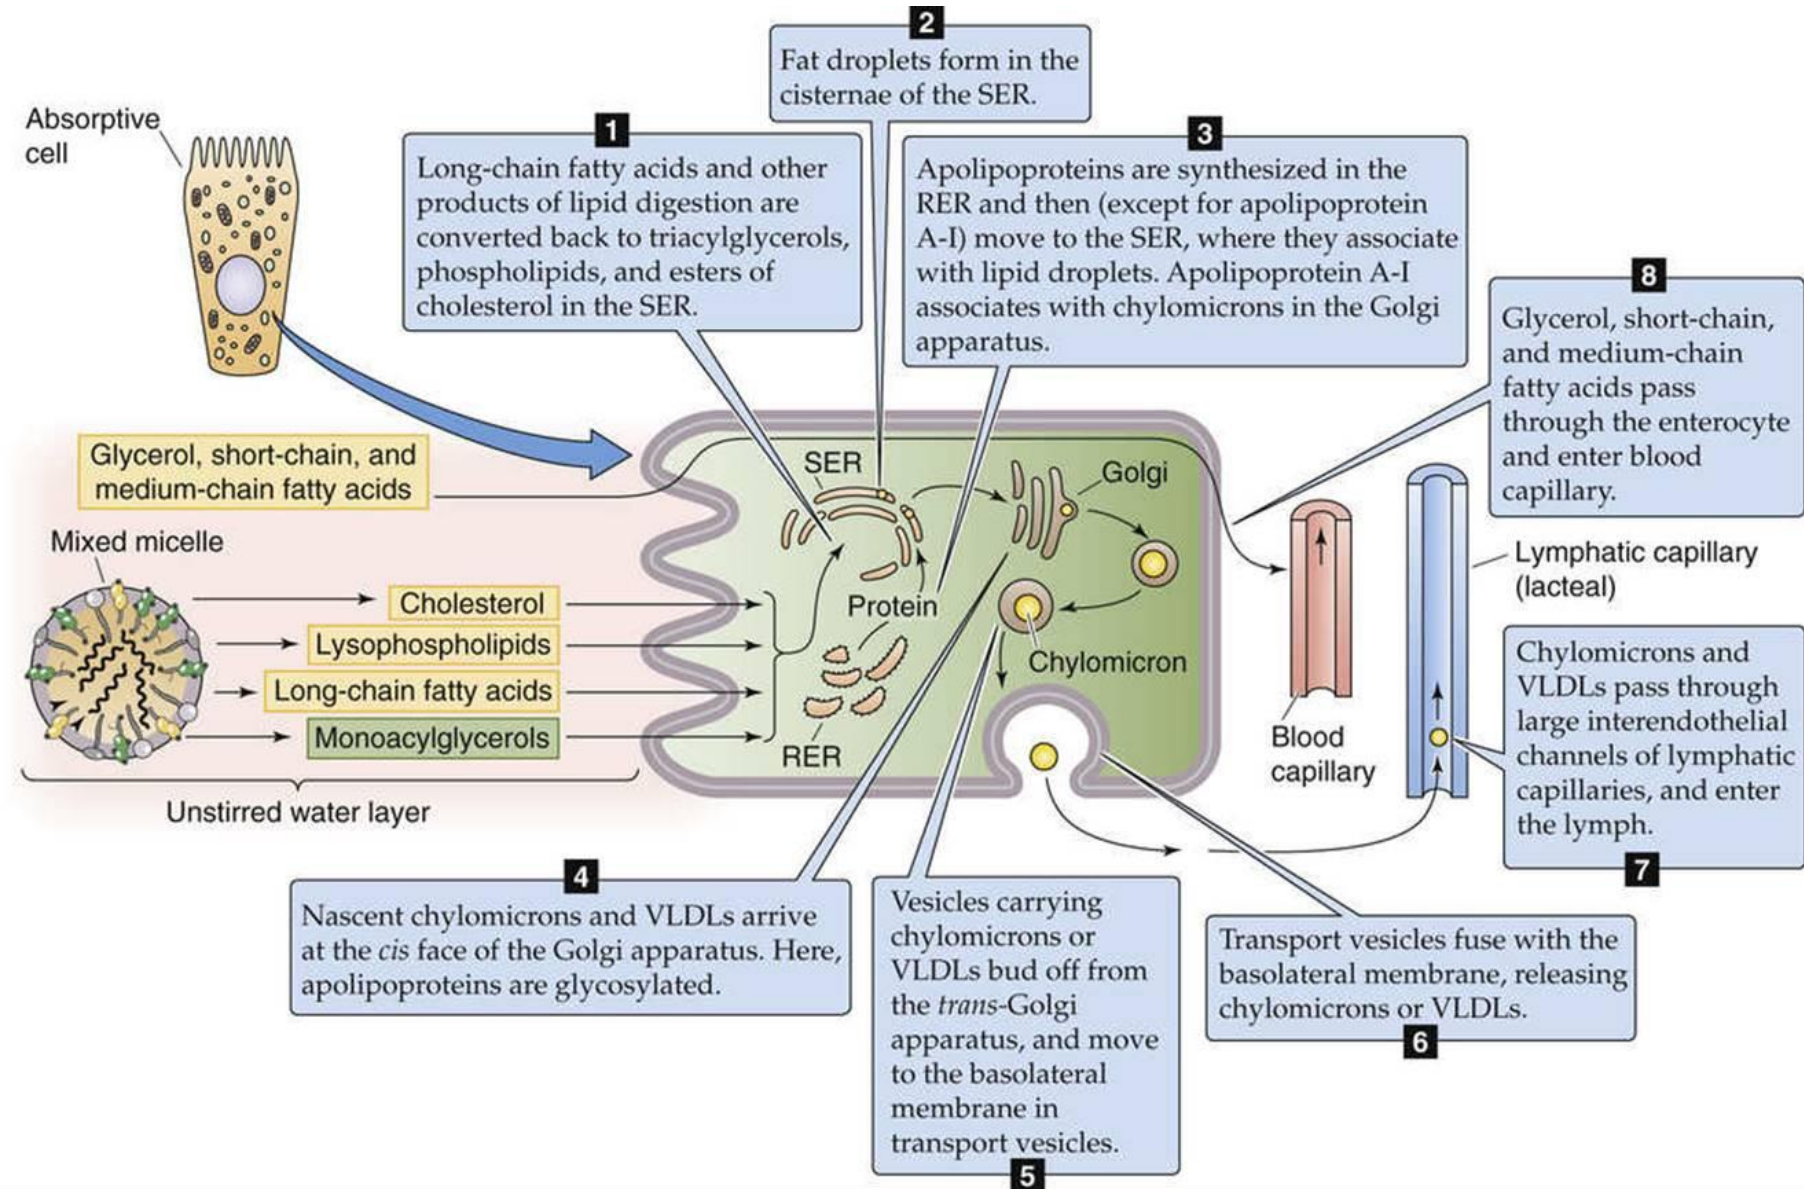 2
Fat droplets form in the
cisternae of the SER.
Absorptive
cell
1
Long-chain fatty acids and other
products of lipid digestion are
converted back to triacylglycerols,
phospholipids, and esters of
cholesterol in the SER.
3
Apolipoproteins are synthesized in the
RER and then (except for apolipoprotein
A-I) move to the SER, where they associate
with lipid droplets. Apolipoprotein A-I
associates with chylomicrons in the Golgi
apparatus.
8
Glycerol, short-chain,
and medium-chain
fatty acids pass
through the enterocyte
and enter blood
capillary.
Glycerol, short-chain, and
medium-chain fatty acids
SER
Golgi
Mixed micelle
Cholesterol
Lysophospholipids
Long-chain fatty acids
Monoacylglycerols
Protein
Chylomicron
RER
Unstirred water layer
Blood
capillary
Lymphatic capillary
(lacteal)
Chylomicrons and
VLDLs pass through
large interendothelial
channels of lymphatic
capillaries, and enter
the lymph.
7
4
Nascent chylomicrons and VLDLs arrive
at the cis face of the Golgi apparatus. Here,
apolipoproteins are glycosylated.
Vesicles carrying
chylomicrons or
VLDLs bud off from
the trans-Golgi
apparatus, and move
to the basolateral
membrane in
transport vesicles.
5
Transport vesicles fuse with the
basolateral membrane, releasing
chylomicrons or VLDLs.
6